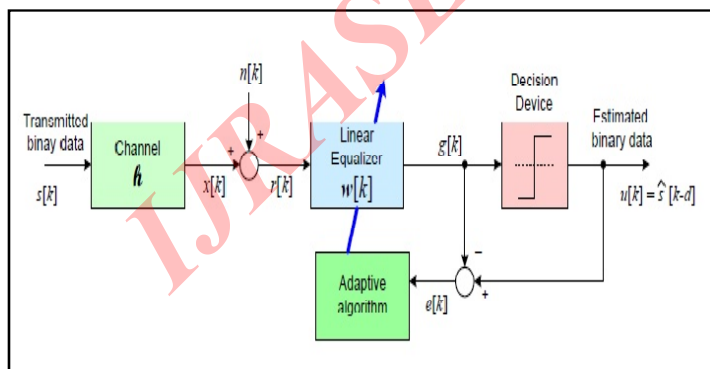 IJRASE
n[k]
Transmitted
binay data
s[k]
Channel
h
+
+
x[k]
r[k]
Linear
Equalizer
w[k]
g[k]
Decision
Device
Estimated
binary data
u[k] = ŝ [k-d]
Adaptive
algorithm
e[k]
−
+